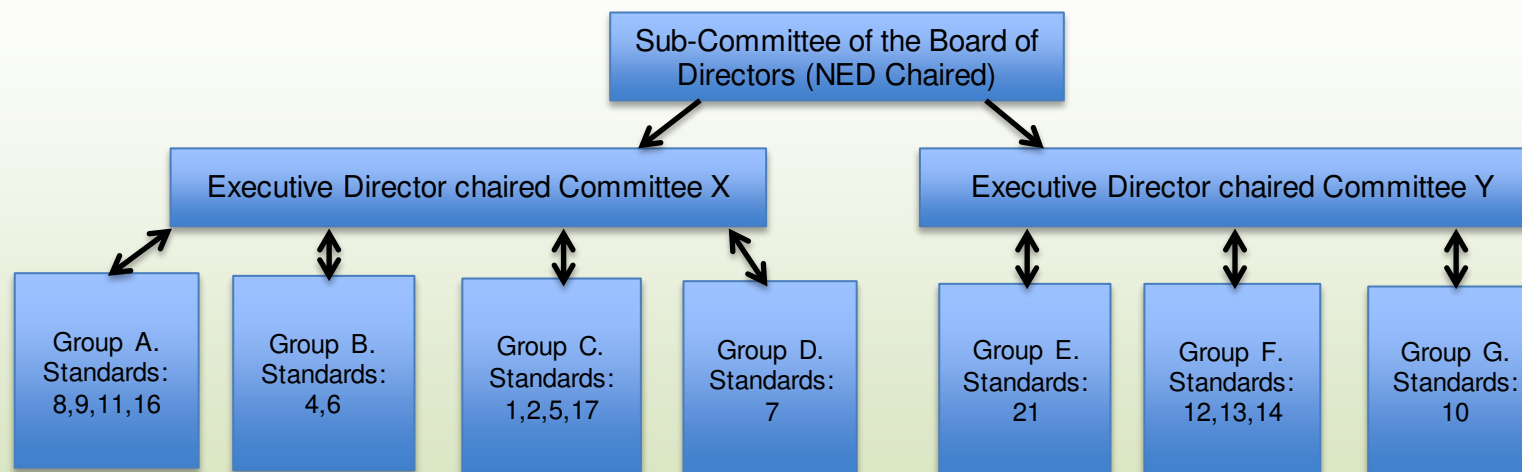 Sub-Committee of the Board of
Directors (NED Chaired)
Executive Director chaired Committee X
Executive Director chaired Committee Y
Group A.
Standards:
8,9,11,16
Group B.
Standards:
4,6
Group C.
Standards:
1,2,5,17
Group D.
Standards:
7
Group E.
Standards:
21
Group F.
Standards:
12,13,14
Group G.
Standards:
10